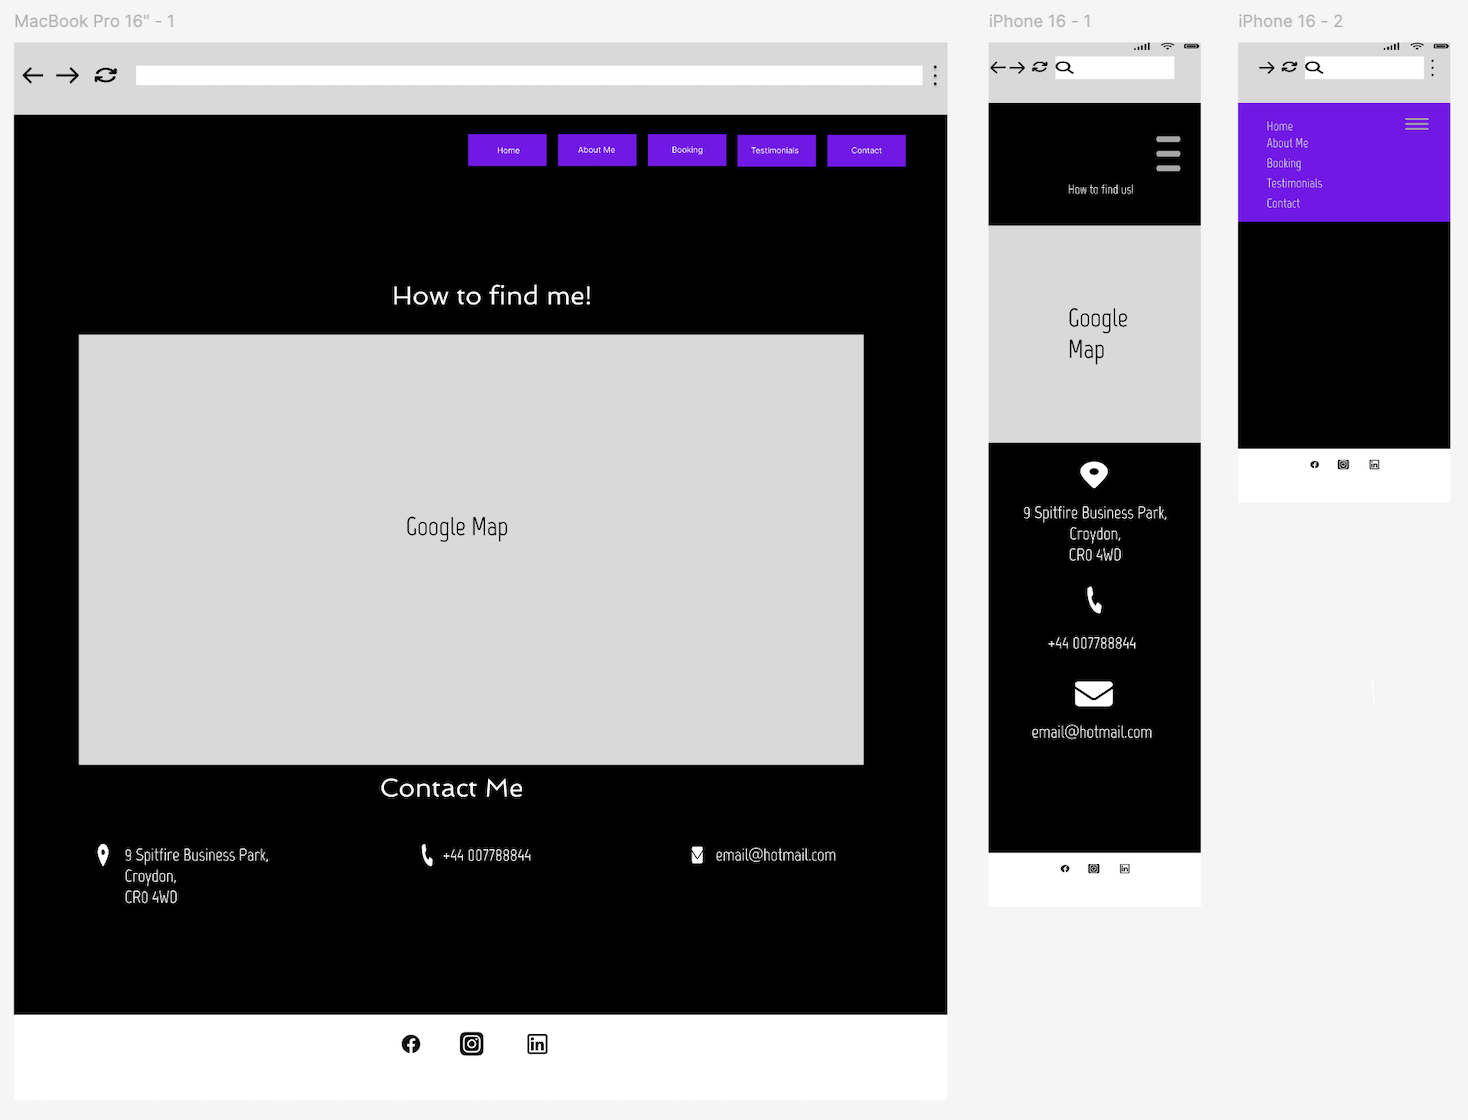 MacBook Pro 16" - 1
Home
About Me
Booking
Testimonials
Contact
How to find me!
Google Map
Contact Me
9 Spitfire Business Park,
Croydon,
CR0 4WD
+44 007788844
email@hotmail.com
in
iPhone 16 - 1
How to find us!
Google
Map
9 Spitfire Business Park,
Croydon,
CR0 4WD
+44 007788844
email@hotmail.com
in
iPhone 16 - 2
Home
About Me
Booking
Testimonials
Contact
in